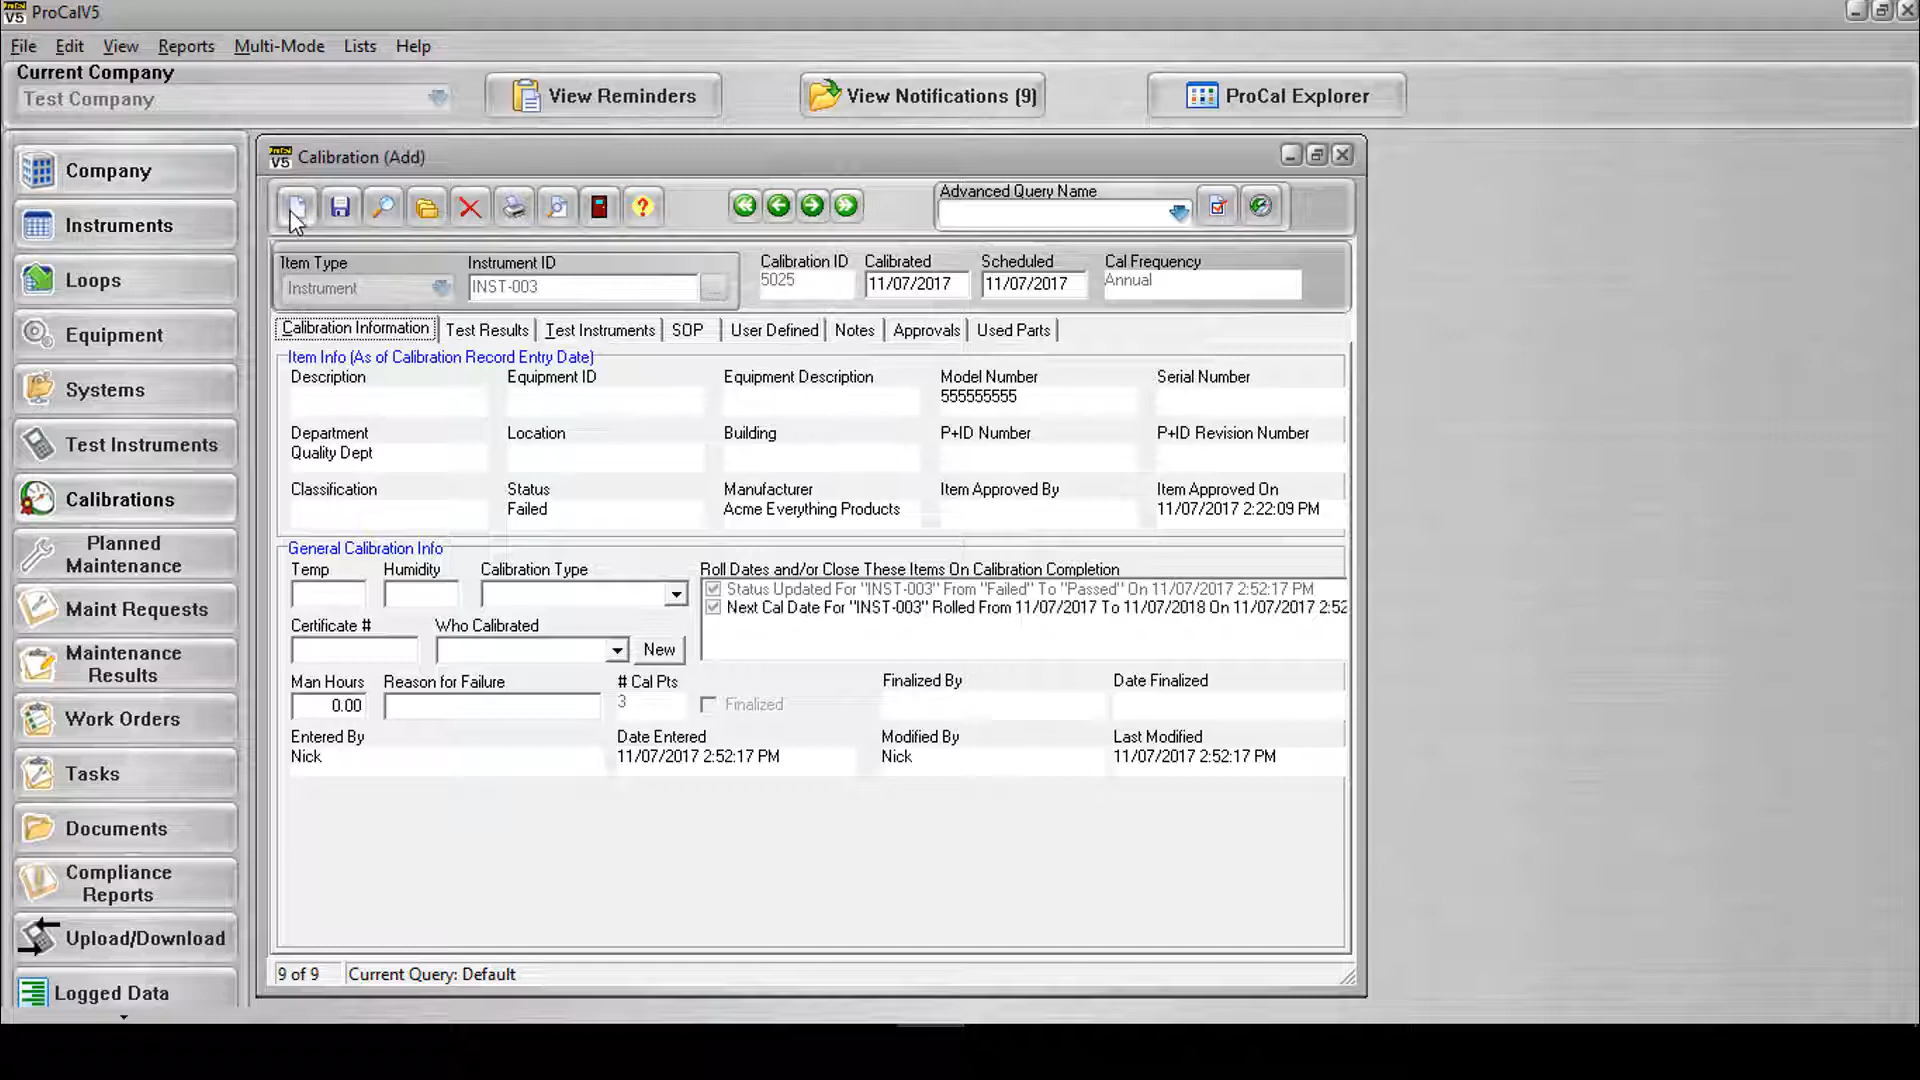 ProCalV5
File Edit View Reports Multi-Mode Lists Help
Current Company
Test Company
View Reminders
View Notifications (9)
ProCal Explorer
Company
Instruments
Loops
Equipment
Systems
Test Instruments
Calibrations
Planned
Maintenance
Maint Requests
Maintenance
Results
Work Orders
Tasks
Documents
Compliance
Reports
Upload/Download
Logged Data
Calibration (Add)
Advanced Query Name
Item Type Instrument ID Calibration ID Calibrated Scheduled Cal Frequency
Instrument INST-003 5025 11/07/2017 11/07/2017 Annual
Calibration Information Test Results Test Instruments SOP User Defined Notes Approvals Used Parts
Item Info (As of Calibration Record Entry Date)
Description Equipment ID Equipment Description Model Number Serial Number
555555555
Department Location Building P+ID Number P+ID Revision Number
Quality Dept
Classification Status Manufacturer Item Approved By Item Approved On
Failed Acme Everything Products 11/07/2017 2:22:09 PM
General Calibration Info
Temp Humidity Calibration Type Roll Dates and/or Close These Items On Calibration Completion
Status Updated For "INST-003" From "Failed" To "Passed" On 11/07/2017 2:52:17 PM
Next Cal Date For "INST-003" Rolled From 11/07/2017 To 11/07/2018 On 11/07/2017 2:52
Certificate # Who Calibrated
New
Man Hours Reason for Failure # Cal Pts Finalized By Date Finalized
0.00 3 Finalized
Entered By Date Entered Modified By Last Modified
Nick 11/07/2017 2:52:17 PM Nick 11/07/2017 2:52:17 PM
9 of 9 Current Query: Default